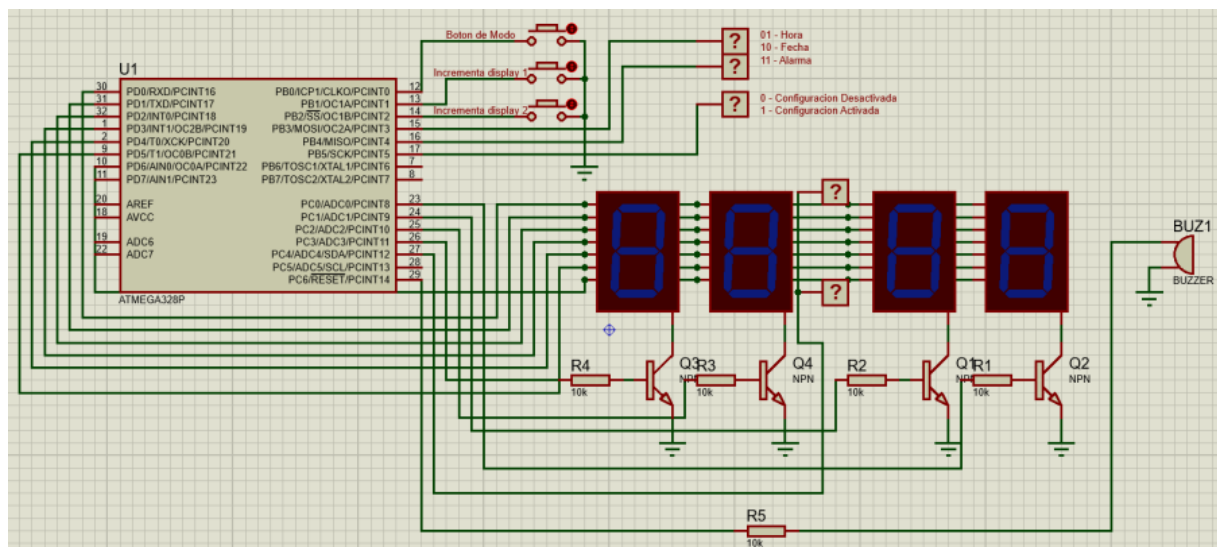 Boton de Modo
01 - Hora
10 - Fecha
11 - Alarma
Incrementa display 1
Incrementa display 2
0 - Configuracion Desactivada
1 - Configuracion Activada
U1
30 PD0/RXD/PCINT16 PB0/ICP1/CLKO/PCINT0 12
31 PD1/TXD/PCINT17 PB1/OC1A/PCINT1 13
32 PD2/INT0/PCINT18 PB2/SS/OC1B/PCINT2 14
1 PD3/INT1/OC2B/PCINT19 PB3/MOSI/OC2A/PCINT3 15
2 PD4/T0/XCK/PCINT20 PB4/MISO/PCINT4 16
9 PD5/T1/OC0B/PCINT21 PB5/SCK/PCINT5 17
10 PD6/AIN0/OC0A/PCINT22 PB6/TOSC1/XTAL1/PCINT6 7
11 PD7/AIN1/PCINT23 PB7/TOSC2/XTAL2/PCINT7 8
20 AREF PC0/ADC0/PCINT8 23
18 AVCC PC1/ADC1/PCINT9 24
PC2/ADC2/PCINT10 25
19 ADC6 PC3/ADC3/PCINT11 26
22 ADC7 PC4/ADC4/SDA/PCINT12 27
PC5/ADC5/SCL/PCINT13 28
PC6/RESET/PCINT14 29
ATMEGA328P
?
?
?
?
?
8 8 8 8
BUZ1
BUZZER
R4
10k
Q3
NPN
R3
10k
Q4
NPN
R2
10k
Q1
NPN
R1
10k
Q2
NPN
R5
10k